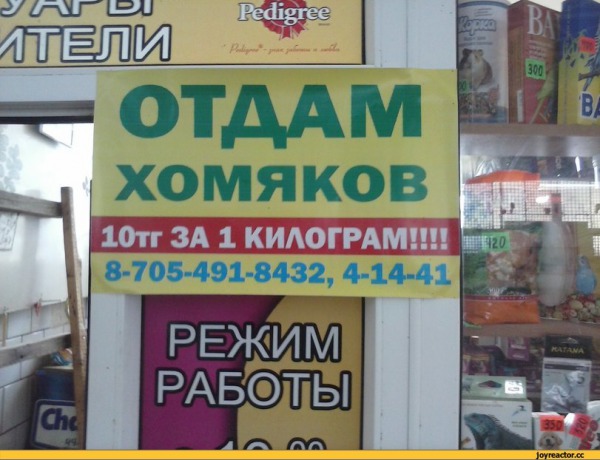 ИТЕЛИ
Pedigree
ОТДАМ
ХОМЯКОВ
10тг ЗА 1 КИЛОГРАМ!!!!
8-705-491-8432, 4-14-41
РЕЖИМ
РАБОТЫ
300
420
350
joyreactor.cc